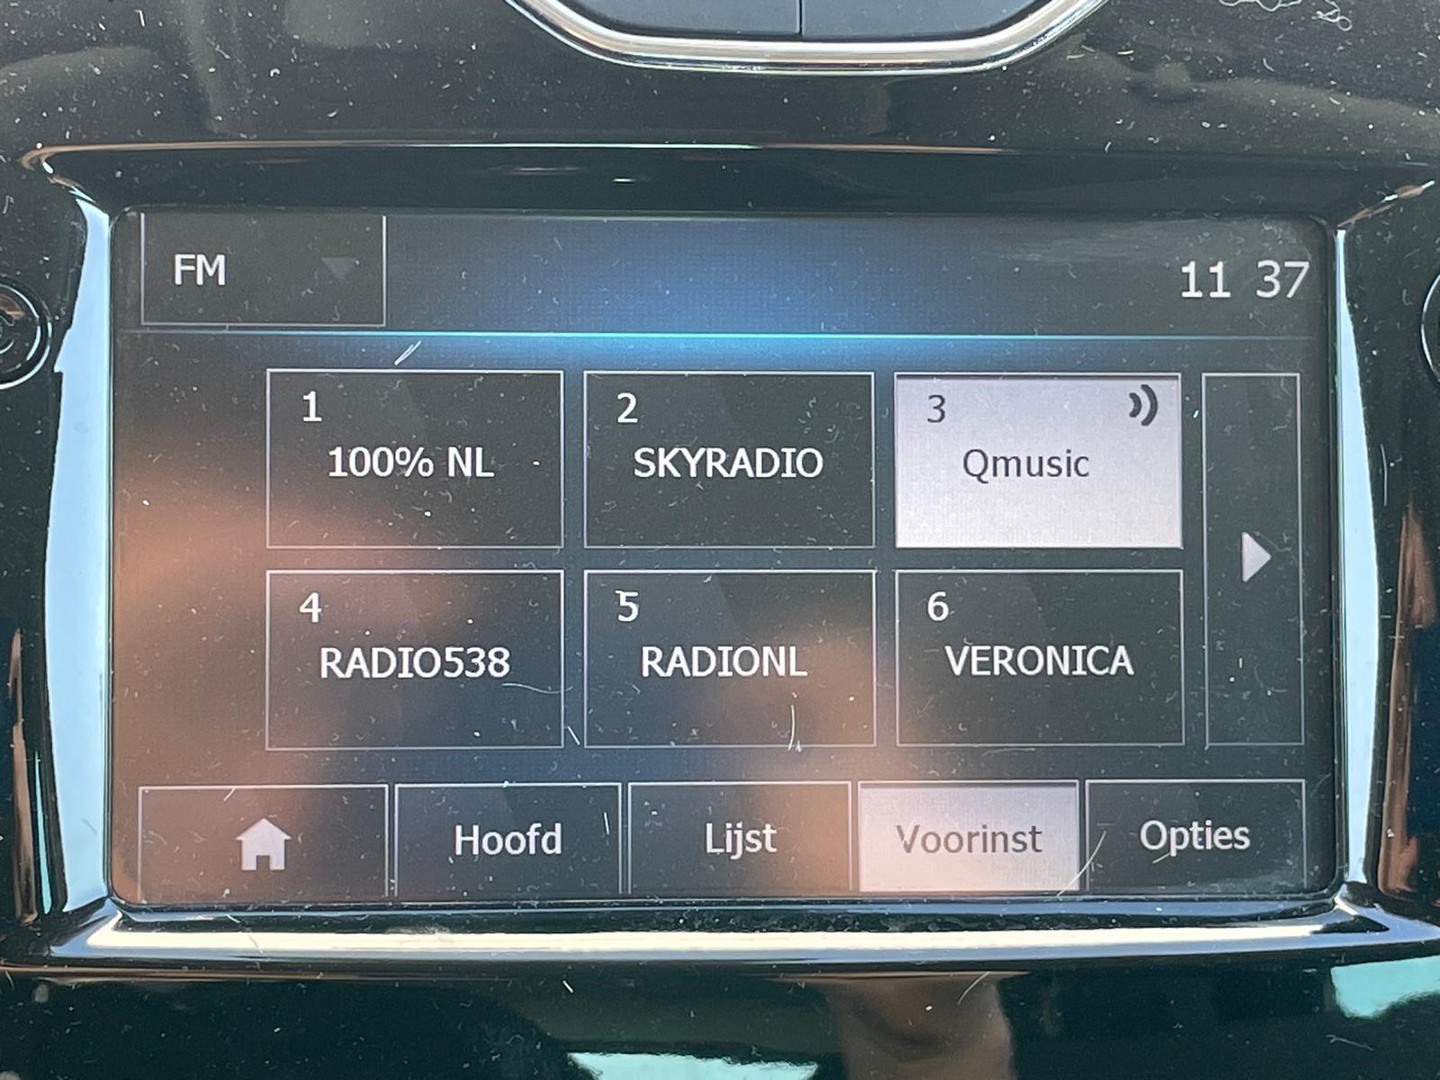 FM
11 37
1
100% NL
2
SKYRADIO
3
Qmusic
4
RADIO538
5
RADIONL
6
VERONICA
Hoofd
Lijst
Voorinst
Opties